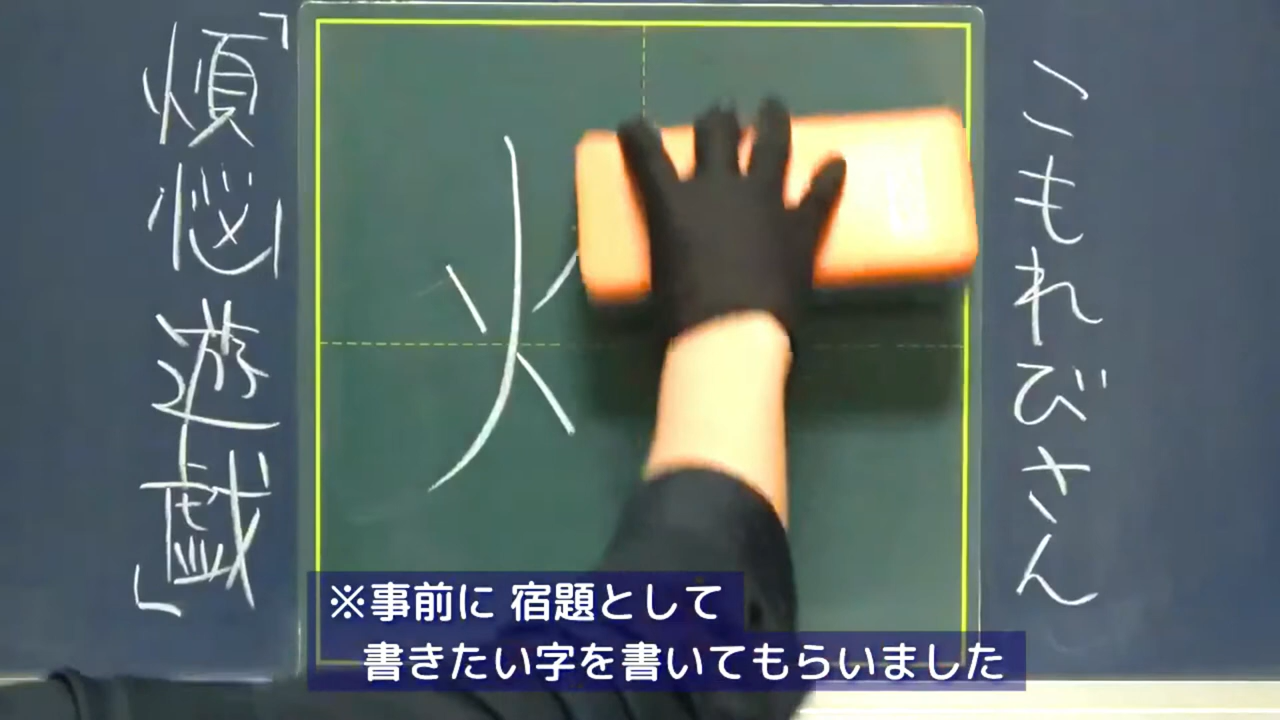 こもれびさん
火
「煩悩遊戯」
※事前に 宿題として
書きたい字を書いてもらいました